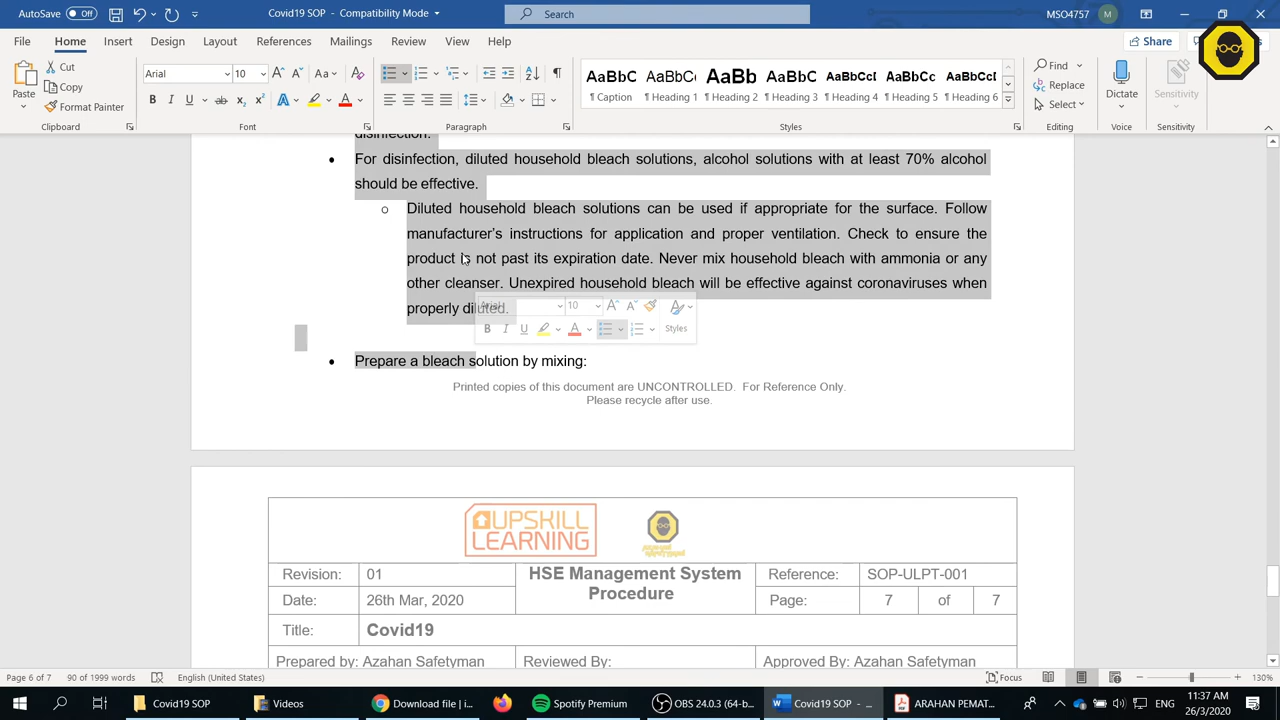 AutoSave Off Covid19 SOP - Compatibility Mode Search MSO4757 M
File Home Insert Design Layout References Mailings Review View Help Share
Paste Cut Copy Format Painter Clipboard
Arial 10 Font
Paragraph
AaBbC AaBbC AaBb AaBbC AaBbCcI AaBbCc AaBbCc
Caption Heading 1 Heading 2 Heading 3 Heading 4 Heading 5 Heading 6
Styles
Find Replace Select Editing
Dictate Voice
Sensitivity Sensitivity
disinfection.
• For disinfection, diluted household bleach solutions, alcohol solutions with at least 70% alcohol
should be effective.
o Diluted household bleach solutions can be used if appropriate for the surface. Follow
manufacturer's instructions for application and proper ventilation. Check to ensure the
product is not past its expiration date. Never mix household bleach with ammonia or any
other cleanser. Unexpired household bleach will be effective against coronaviruses when
properly diluted.
Arial 10
Styles
• Prepare a bleach solution by mixing:
Printed copies of this document are UNCONTROLLED. For Reference Only.
Please recycle after use.
UPSKILL
LEARNING
Revision: 01 HSE Management System Procedure Reference: SOP-ULPT-001
Date: 26th Mar, 2020 Page: 7 of 7
Title: Covid19
Prepared by: Azahan Safetyman Reviewed By: Approved By: Azahan Safetyman
Page 6 of 7 90 of 1999 words English (United States) Focus 130%
Covid19 SOP Videos Download file | i... Spotify Premium OBS 24.0.3 (64-b... Covid19 SOP - ... ARAHAN PEMAT... ENG 11:37 AM
26/3/2020